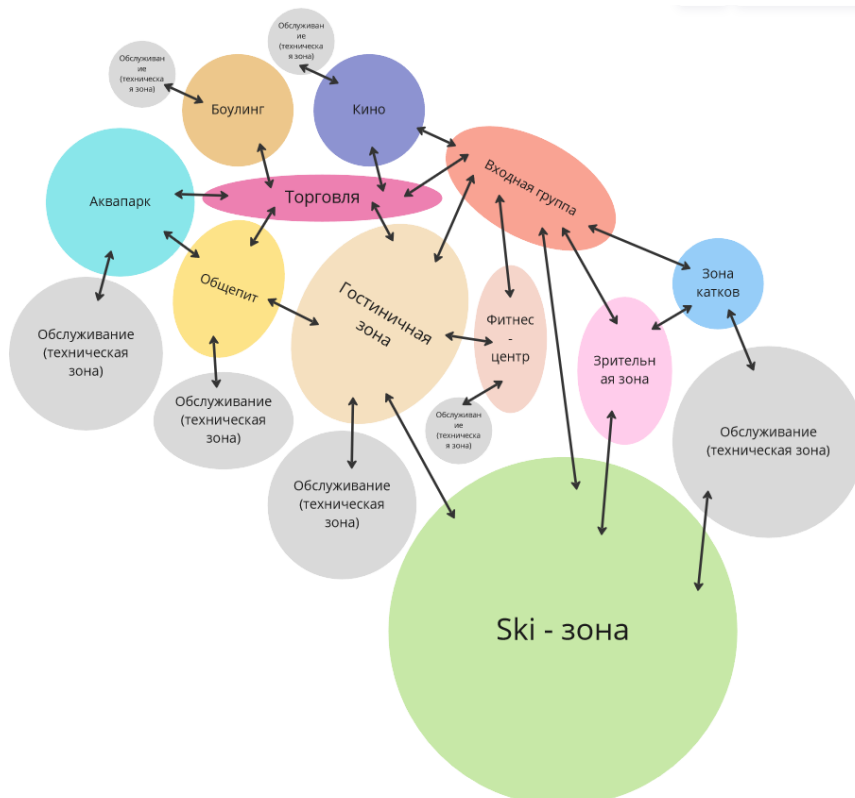 Обслуживан
ие
(техническа
я зона)
Обслуживан
ие
(техническа
я зона)
Боулинг
Кино
Входная группа
Аквапарк
Торговля
Общепит
Гостиничная
зона
Зона
катков
Фитнес
-
центр
Зрительн
ая зона
Обслуживание
(техническая
зона)
Обслуживание
(техническая
зона)
Обслуживан
ие
(техническа
я зона)
Обслуживание
(техническая зона)
Обслуживание
(техническая
зона)
Ski - зона